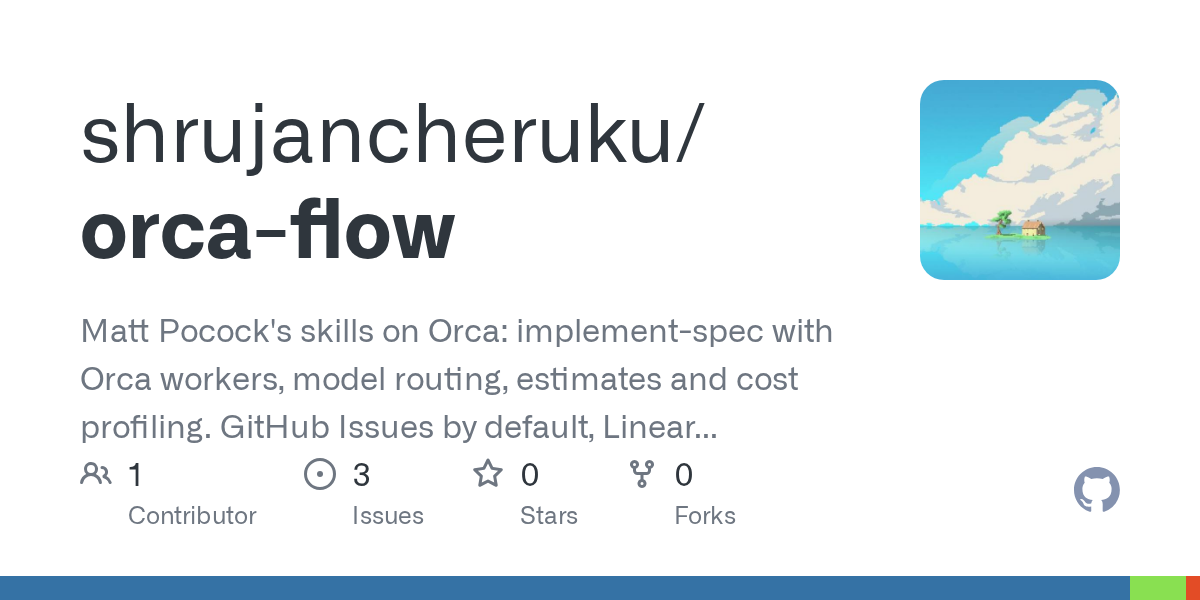 shrujancheruku/
orca-flow
Matt Pocock's skills on Orca: implement-spec with
Orca workers, model routing, estimates and cost
profiling. GitHub Issues by default, Linear...
1 3 0 0
Contributor Issues Stars Forks